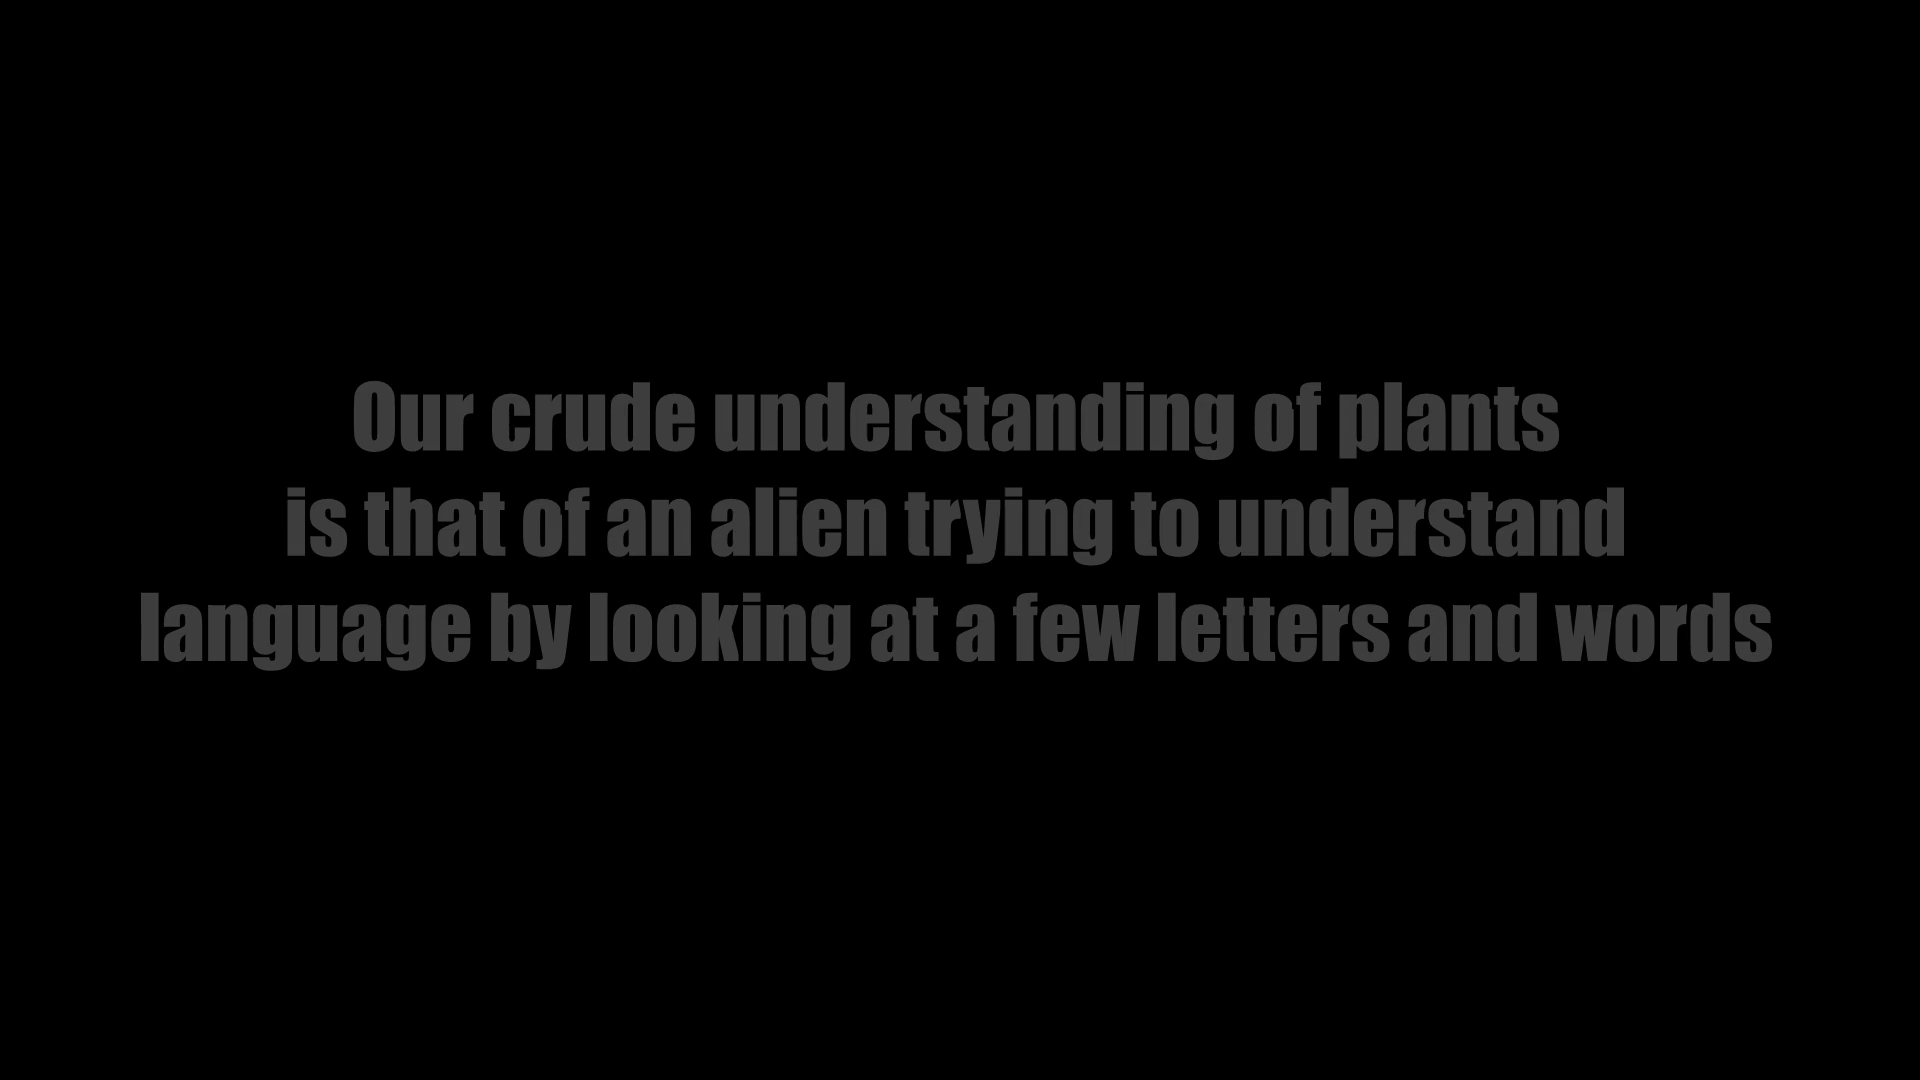 Our crude understanding of plants
is that of an alien trying to understand
language by looking at a few letters and words